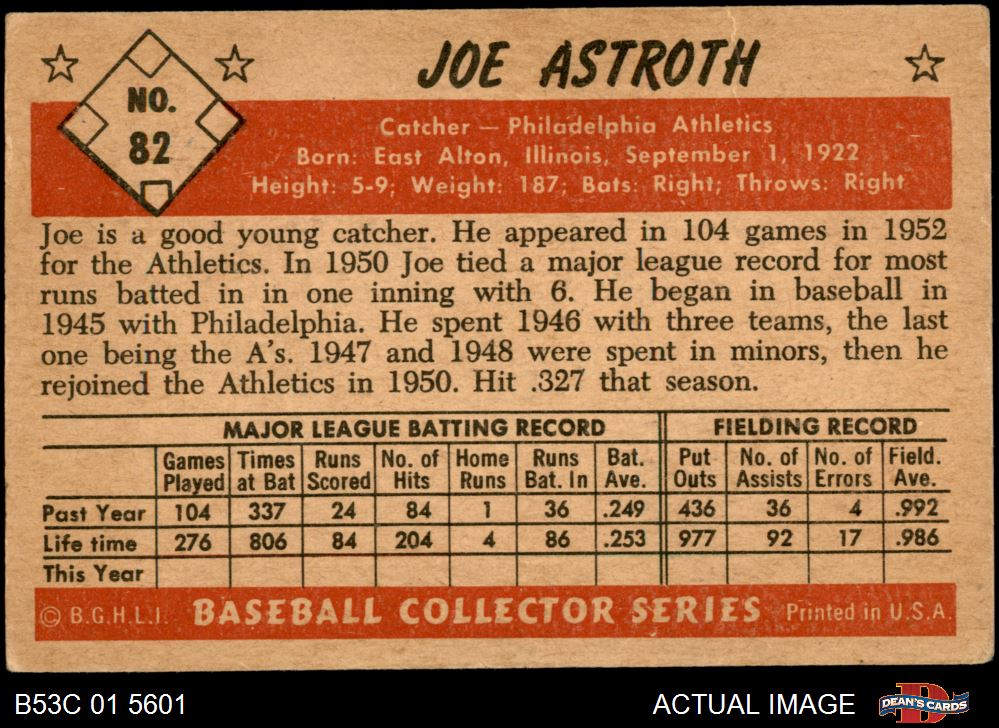 NO.
82
JOE ASTROTH
Catcher — Philadelphia Athletics
Born: East Alton, Illinois, September 1, 1922
Height: 5-9; Weight: 187; Bats: Right; Throws: Right
Joe is a good young catcher. He appeared in 104 games in 1952
for the Athletics. In 1950 Joe tied a major league record for most
runs batted in in one inning with 6. He began in baseball in
1945 with Philadelphia. He spent 1946 with three teams, the last
one being the A's. 1947 and 1948 were spent in minors, then he
rejoined the Athletics in 1950. Hit .327 that season.
MAJOR LEAGUE BATTING RECORD FIELDING RECORD
Games Times Runs No. of Home Runs Bat. Put No. of No. of Field.
Played at Bat Scored Hits Runs Bat. In Ave. Outs Assists Errors Ave.
Past Year 104 337 24 84 1 36 .249 436 36 4 .992
Life time 276 806 84 204 4 86 .253 977 92 17 .986
This Year
© B.G.H.L.I. BASEBALL COLLECTOR SERIES Printed in U.S.A.
B53C 01 5601 ACTUAL IMAGE DEAN'S CARDS